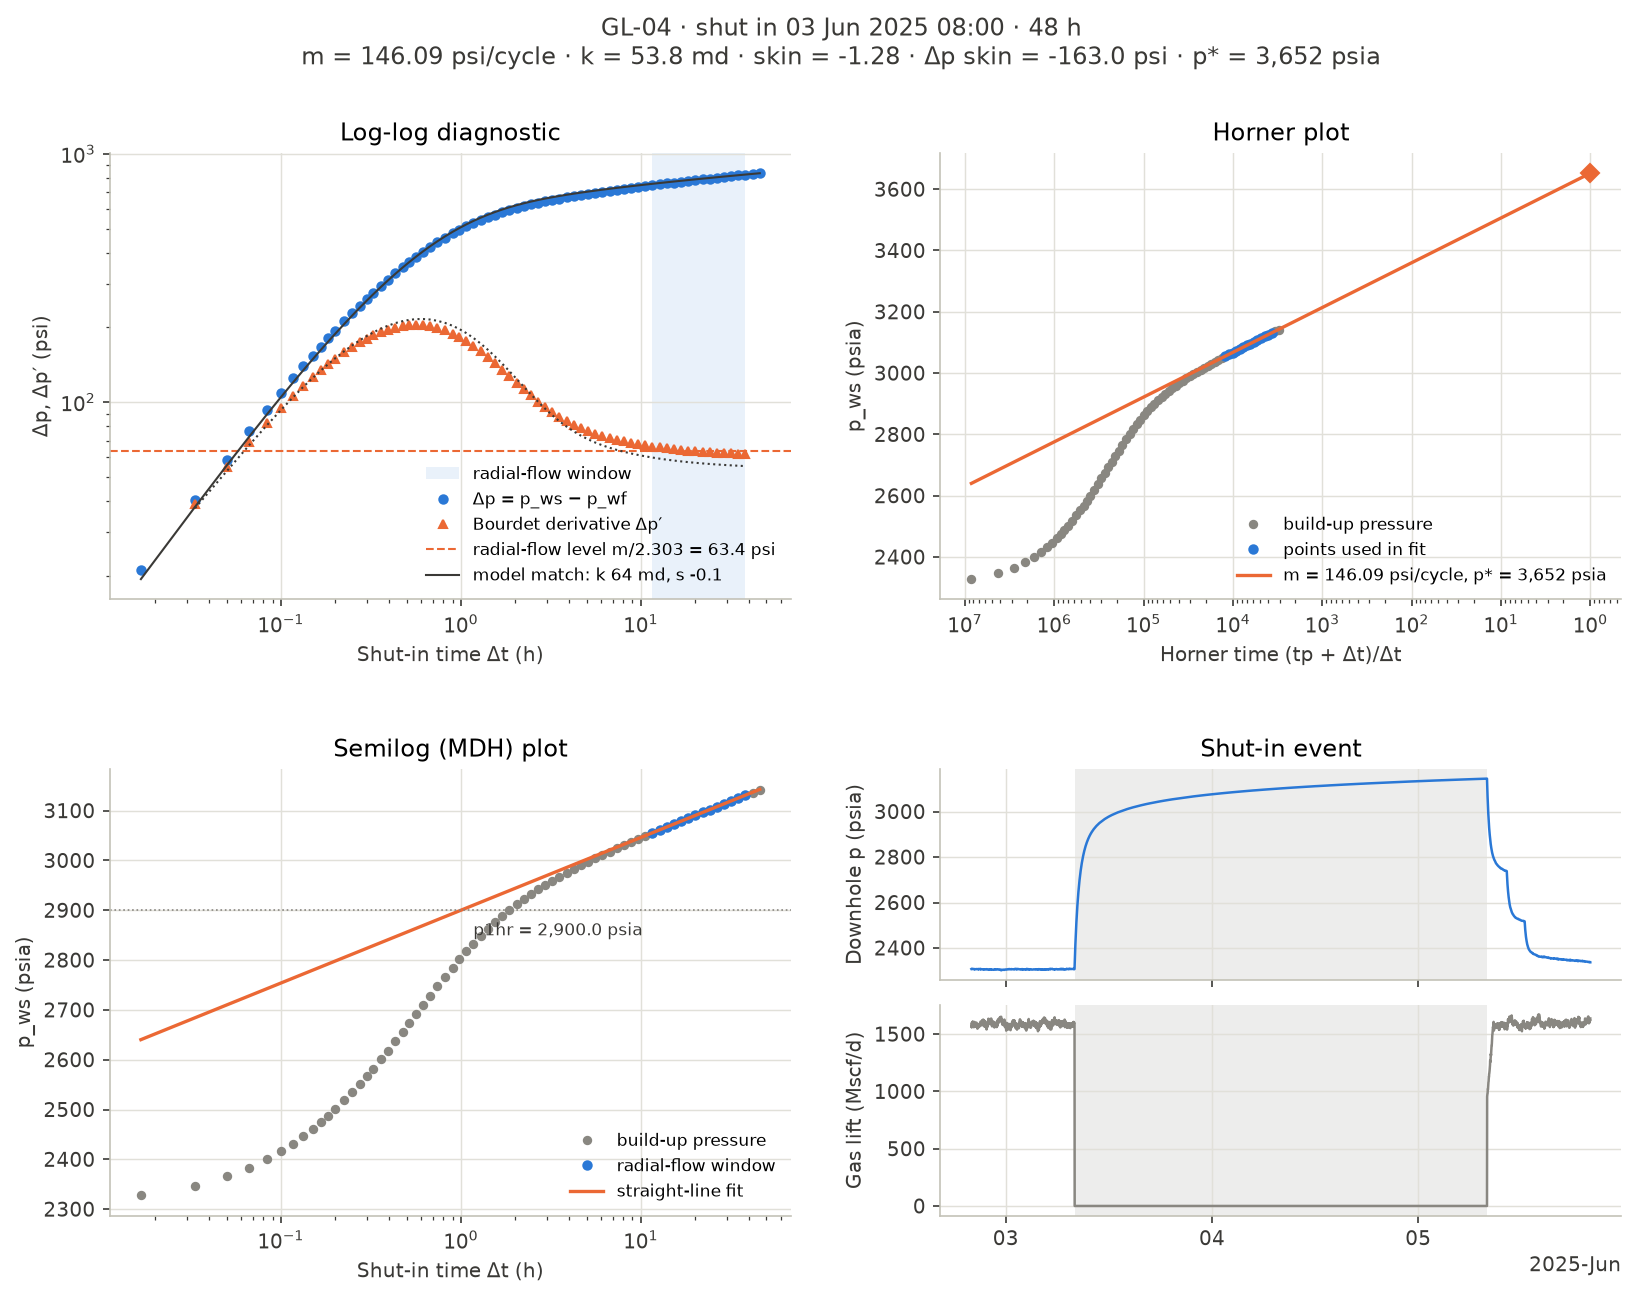 GL-04 · shut in 03 Jun 2025 08:00 · 48 h
m = 146.09 psi/cycle · k = 53.8 md · skin = -1.28 · Δp skin = -163.0 psi · p* = 3,652 psia
Log-log diagnostic
10³
10²
Δp, Δp′ (psi)
radial-flow window
Δp = p_ws − p_wf
Bourdet derivative Δp′
radial-flow level m/2.303 = 63.4 psi
model match: k 64 md, s -0.1
10⁻¹ 10⁰ 10¹
Shut-in time Δt (h)
Horner plot
3600
3400
3200
3000
2800
2600
2400
p_ws (psia)
build-up pressure
points used in fit
m = 146.09 psi/cycle, p* = 3,652 psia
10⁷ 10⁶ 10⁵ 10⁴ 10³ 10² 10¹ 10⁰
Horner time (tp + Δt)/Δt
Semilog (MDH) plot
3100
3000
2900
2800
2700
2600
2500
2400
2300
p_ws (psia)
p1hr = 2,900.0 psia
build-up pressure
radial-flow window
straight-line fit
10⁻¹ 10⁰ 10¹
Shut-in time Δt (h)
Shut-in event
3000
2800
2600
2400
Downhole p (psia)
1500
1000
500
0
Gas lift (Mscf/d)
03 04 05
2025-Jun